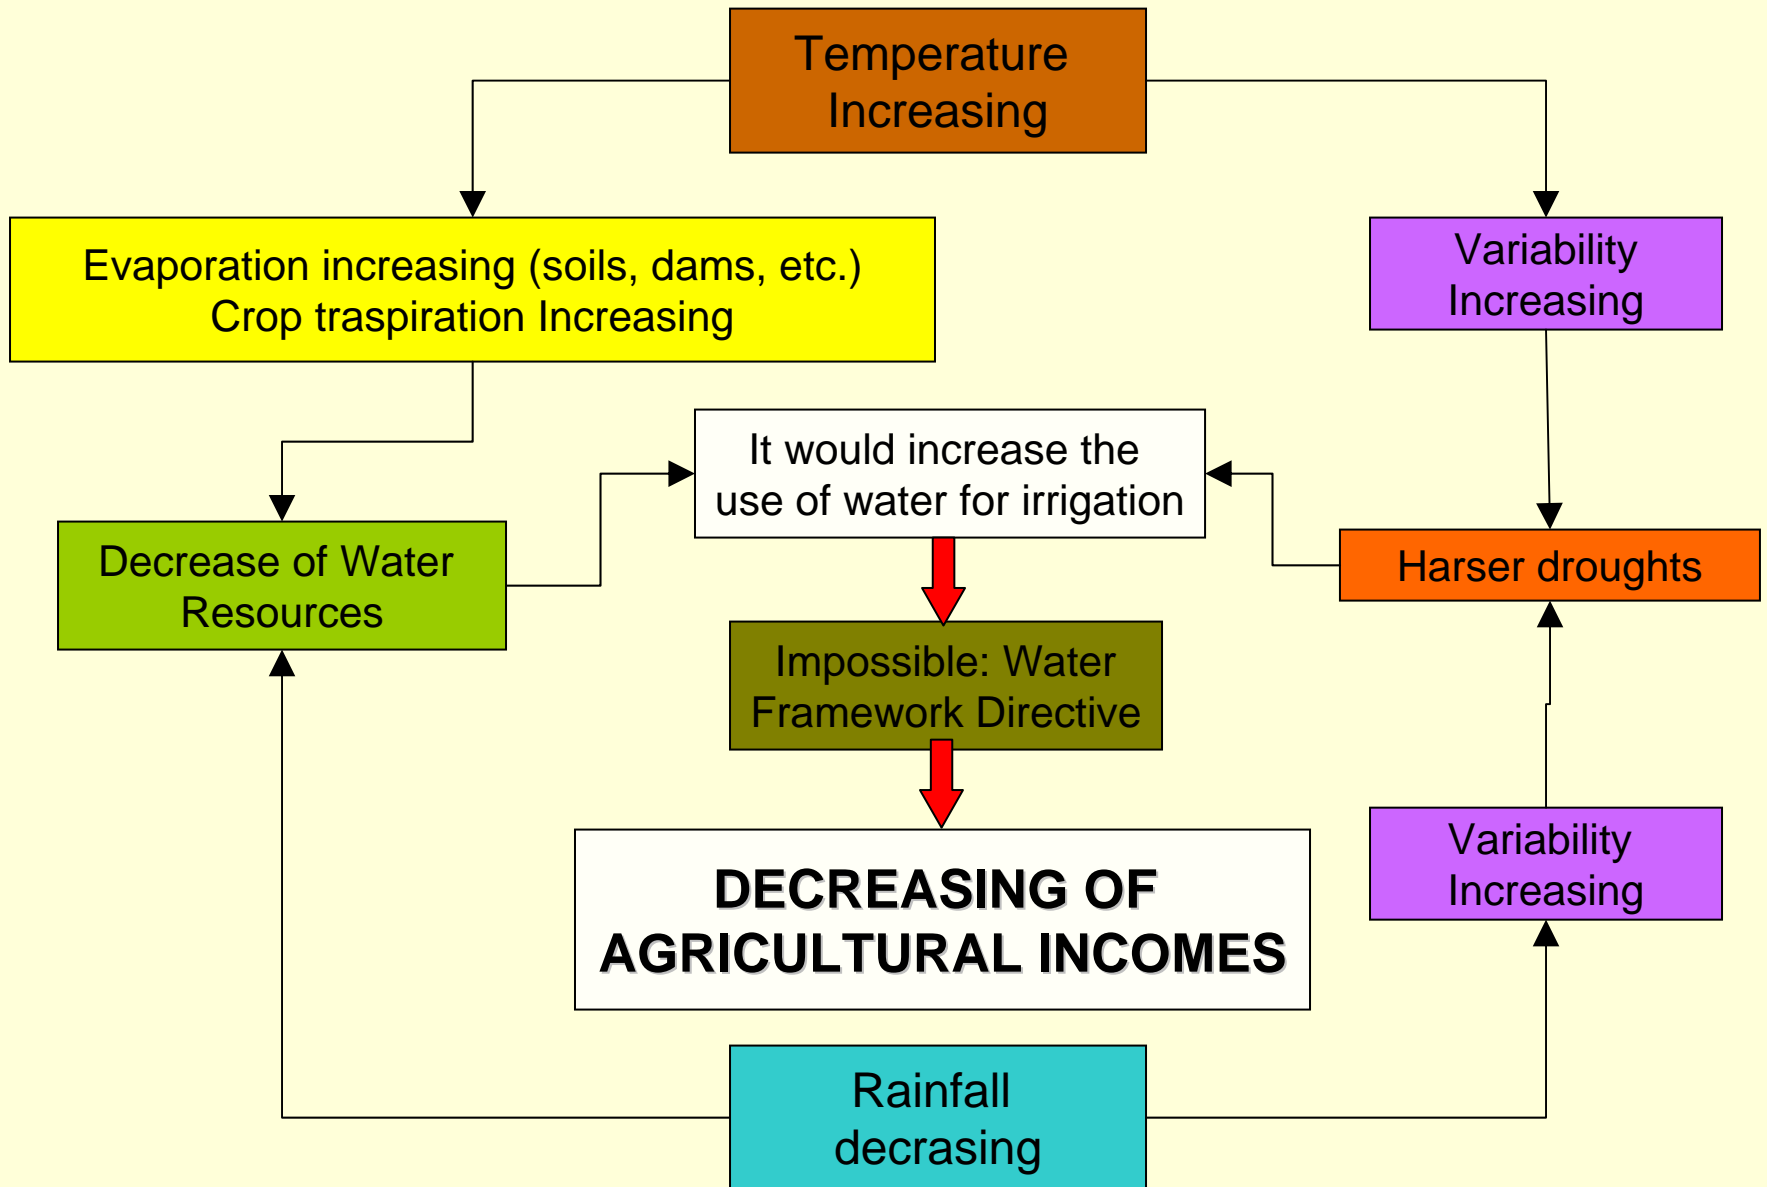 Temperature
Increasing
Evaporation increasing (soils, dams, etc.)
Crop traspiration Increasing
Variability
Increasing
It would increase the
use of water for irrigation
Decrease of Water
Resources
Harser droughts
Impossible: Water
Framework Directive
DECREASING OF
AGRICULTURAL INCOMES
Variability
Increasing
Rainfall
decrasing